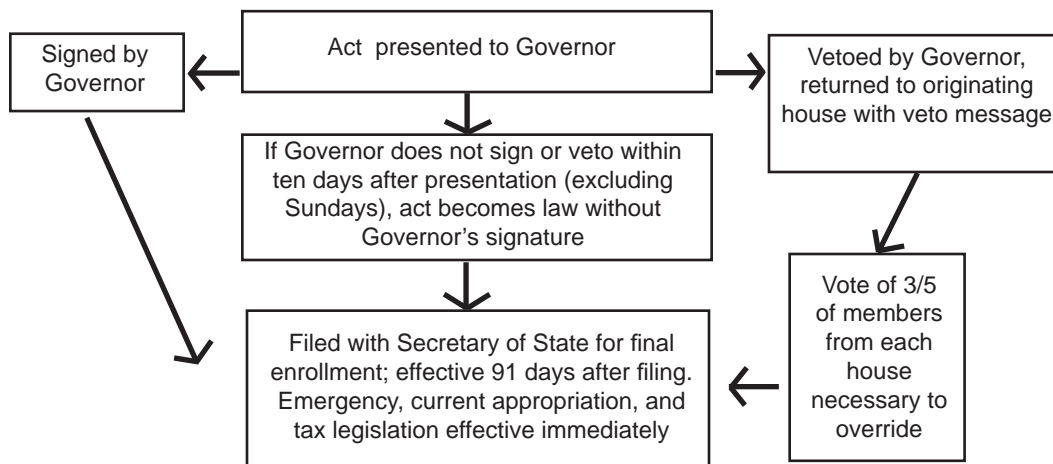 Signed by
Governor
Act presented to Governor
Vetoed by Governor,
returned to originating
house with veto message
If Governor does not sign or veto within
ten days after presentation (excluding
Sundays), act becomes law without
Governor’s signature
Vote of 3/5
of members
from each
house
necessary to
override
Filed with Secretary of State for final
enrollment; effective 91 days after filing.
Emergency, current appropriation, and
tax legislation effective immediately